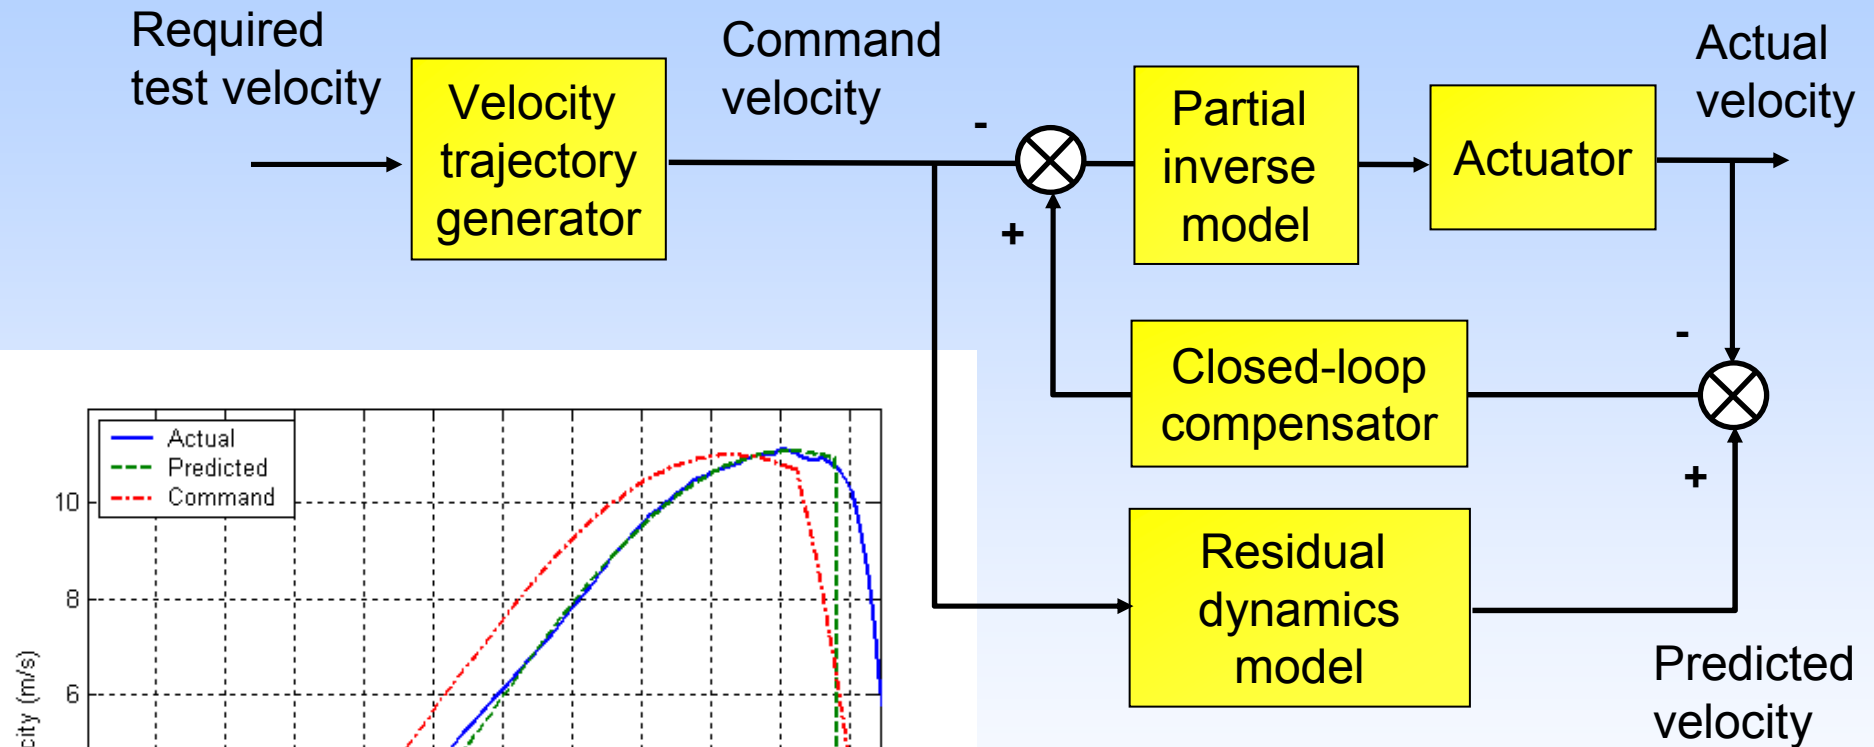 Required
test velocity
Velocity
trajectory
generator
Command
velocity
-
+
Partial
inverse
model
Actuator
Actual
velocity
-
+
Closed-loop
compensator
Residual
dynamics
model
Predicted
velocity
Actual
Predicted
Command
10
8
6
(m/s)